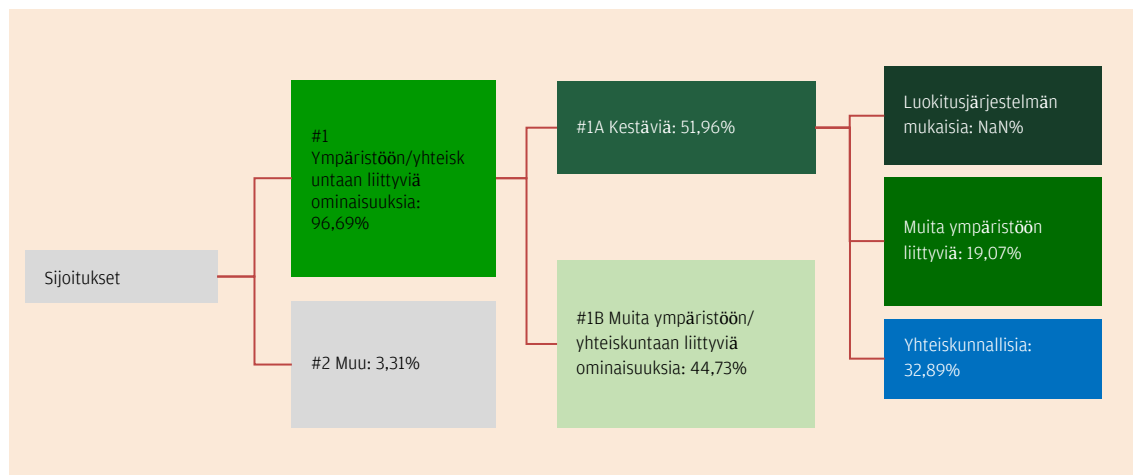 Sijoitukset
#1
Ympäristöön/yhteisk
untaan liittyviä
ominaisuuksia:
96,69%
#2 Muu: 3,31%
#1A Kestäviä: 51,96%
#1B Muita ympäristöön/
yhteiskuntaan liittyviä
ominaisuuksia: 44,73%
Luokitusjärjestelmän
mukaisia: NaN%
Muita ympäristöön
liittyviä: 19,07%
Yhteiskunnallisia:
32,89%